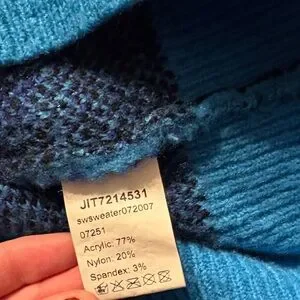 JIT7214531
swsweater072007
07251
Acrylic: 77%
Nylon: 20%
Spandex: 3%